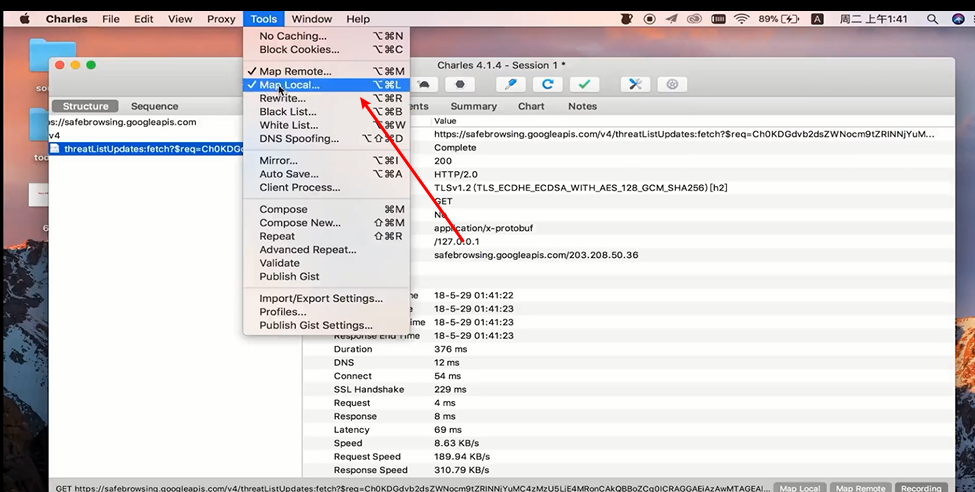 Charles File Edit View Proxy Tools Window Help 89% A 周二 上午1:41
No Caching... ⌥⌘N
Block Cookies... ⌥⌘C
✓ Map Remote... ⌥⌘M
✓ Map Local... ⌥⌘L
Rewrite... ⌥⌘R
Black List... ⌥⌘B
White List... ⌥⌘W
DNS Spoofing... ⌥⇧⌘D
Mirror... ⌥⌘I
Auto Save... ⌥⌘A
Client Process...
Compose ⌘M
Compose New... ⇧⌘M
Repeat ⇧⌘R
Advanced Repeat...
Validate
Publish Gist
Import/Export Settings...
Profiles...
Publish Gist Settings...
Charles 4.1.4 - Session 1 *
Structure Sequence
ps://safebrowsing.googleapis.com
v4
threatListUpdates:fetch?$req=Ch0KDG
ents Summary Chart Notes
Value
https://safebrowsing.googleapis.com/v4/threatListUpdates:fetch?$req=Ch0KDGdvb2dsZWNocm9tZRINNjYuM...
Complete
200
HTTP/2.0
TLSv1.2 (TLS_ECDHE_ECDSA_WITH_AES_128_GCM_SHA256) [h2]
GET
No
application/x-protobuf
/127.0.0.1
safebrowsing.googleapis.com/203.208.50.36
me 18-5-29 01:41:22
e 18-5-29 01:41:23
ime 18-5-29 01:41:23
Response End Time 18-5-29 01:41:23
Duration 376 ms
DNS 12 ms
Connect 54 ms
SSL Handshake 229 ms
Request 4 ms
Response 8 ms
Latency 69 ms
Speed 8.63 KB/s
Request Speed 189.94 KB/s
Response Speed 310.79 KB/s
GET https://safebrowsing.googleapis.com/v4/threatListUpdates:fetch?$req= Map Local Map Remote Recording